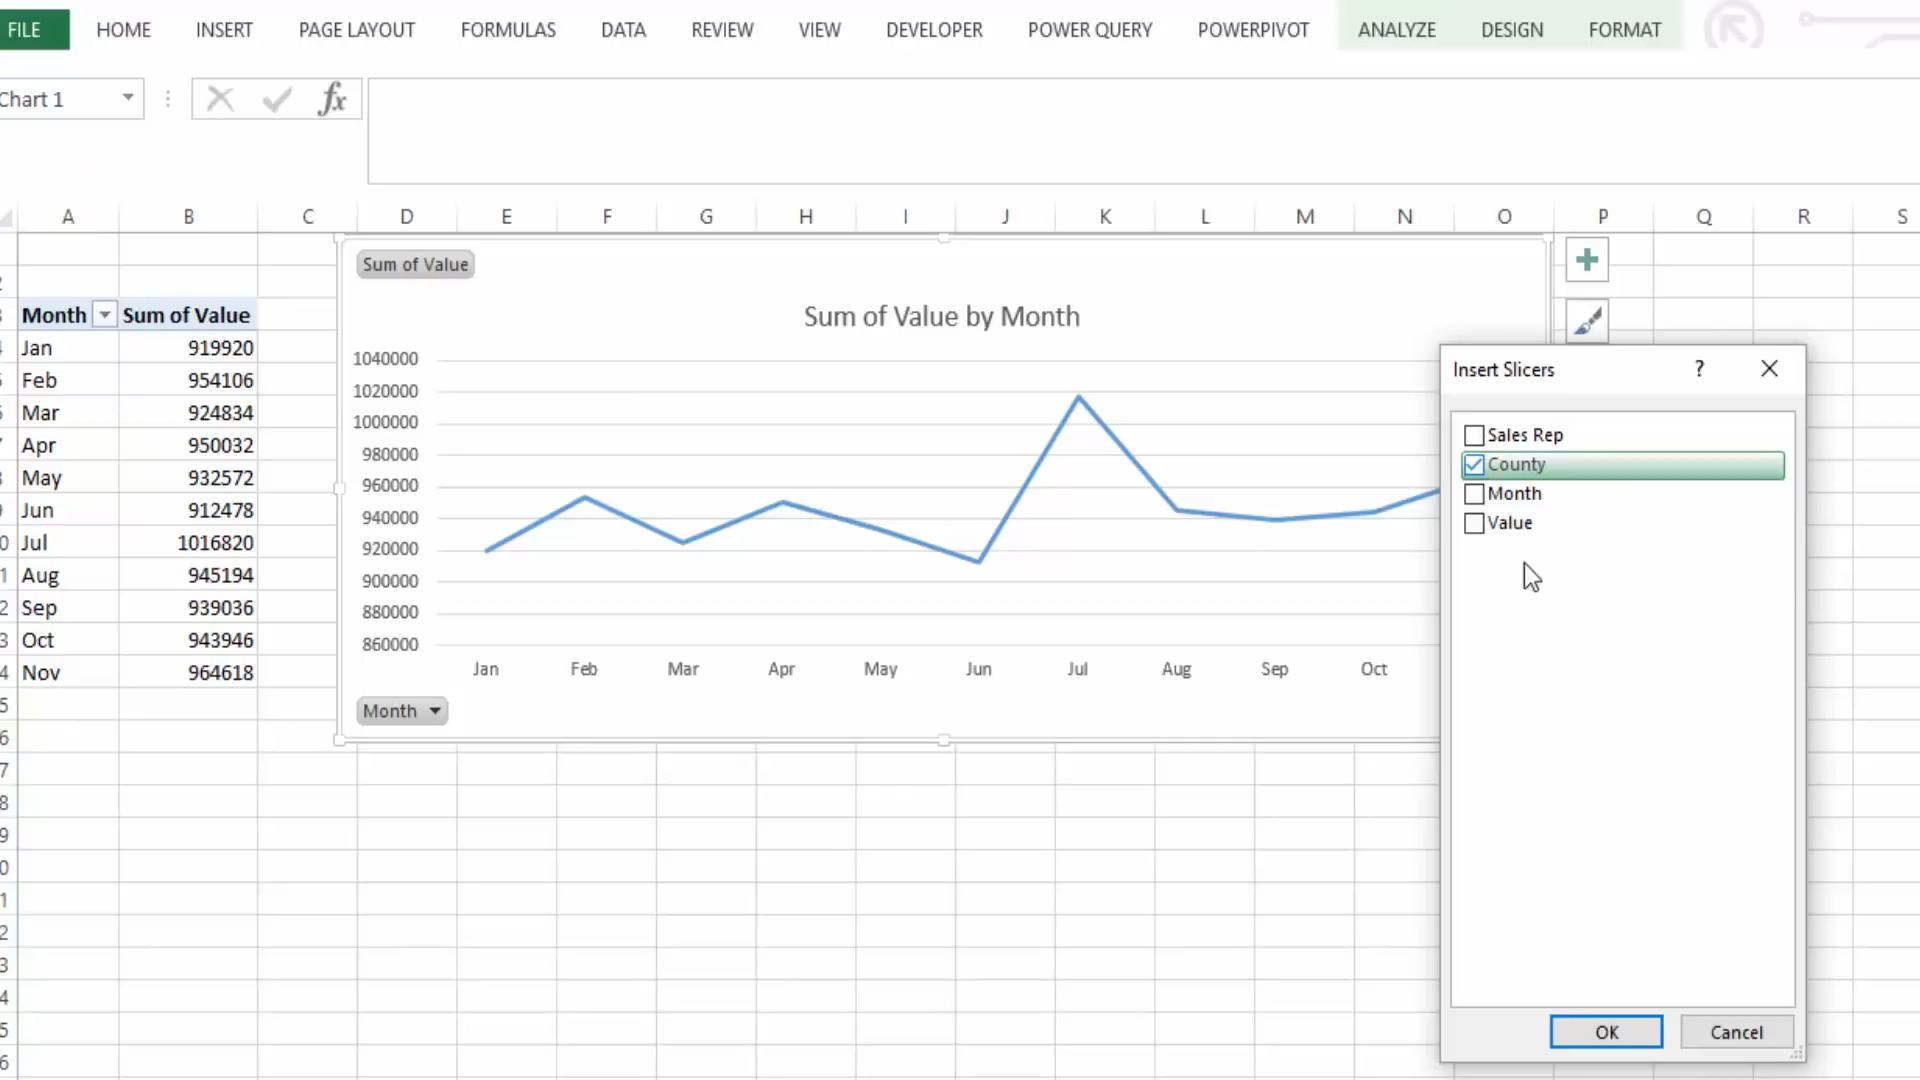 FILE HOME INSERT PAGE LAYOUT FORMULAS DATA REVIEW VIEW DEVELOPER POWER QUERY POWERPIVOT ANALYZE DESIGN FORMAT
Chart 1 fx
A B C D E F G H I J K L M N O P Q R S
Sum of Value
Sum of Value by Month
Month Sum of Value
Jan 919920
Feb 954106
Mar 924834
Apr 950032
May 932572
Jun 912478
Jul 1016820
Aug 945194
Sep 939036
Oct 943946
Nov 964618
1040000
1020000
1000000
980000
960000
940000
920000
900000
880000
860000
Jan Feb Mar Apr May Jun Jul Aug Sep Oct
Month
Insert Slicers ?
Sales Rep
County
Month
Value
OK Cancel